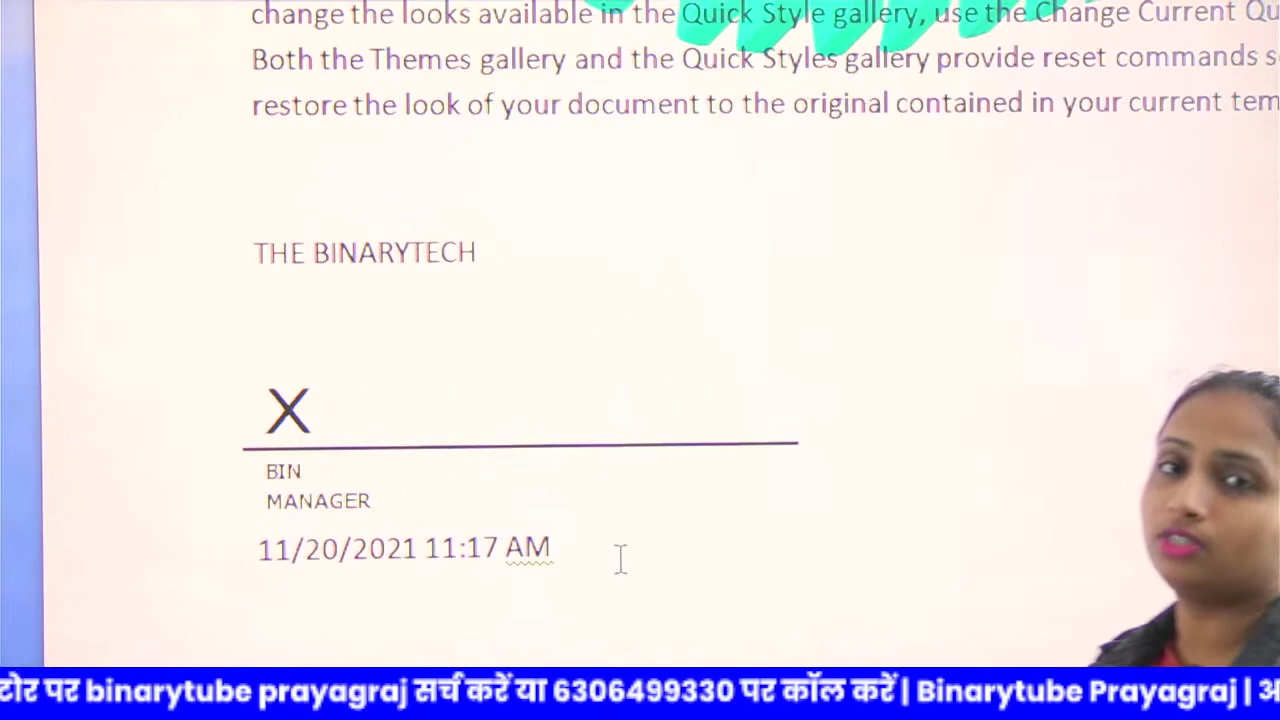 change the looks available in the Quick Style gallery, use the Change Current
Both the Themes gallery and the Quick Styles gallery provide reset commands
restore the look of your document to the original contained in your current
THE BINARYTECH
X
BIN
MANAGER
11/20/2021 11:17 AM
पर binarytube prayagraj सर्च करें या 6306499330 पर कॉल करें | Binarytube Prayagraj |